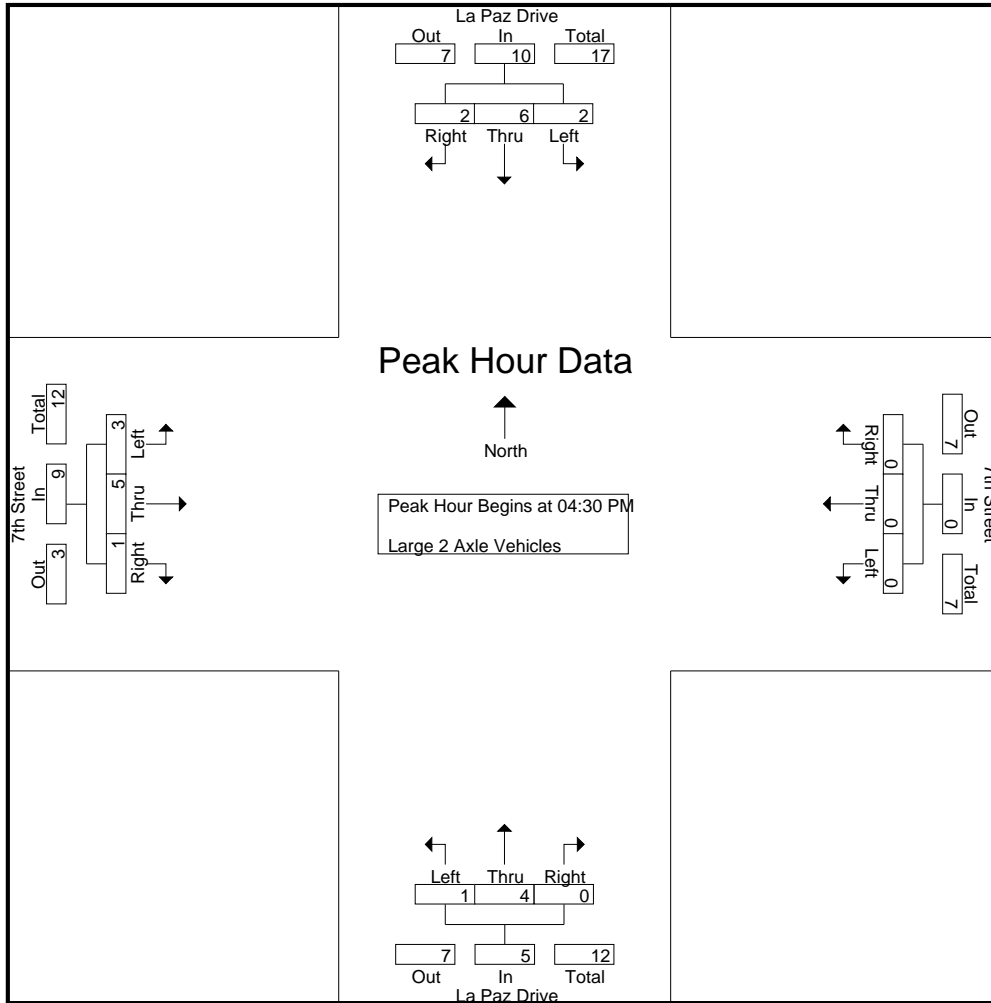 La Paz Drive
Out In Total
7 10 17
2 6 2
Right Thru Left
Peak Hour Data
North
Peak Hour Begins at 04:30 PM
Large 2 Axle Vehicles
7th Street
Out In Total
3 9 12
1 5 3
Right Thru Left
7th Street
Out In Total
7 0 7
0 0 0
Right Thru Left
Left Thru Right
1 4 0
7 5 12
Out In Total
La Paz Drive